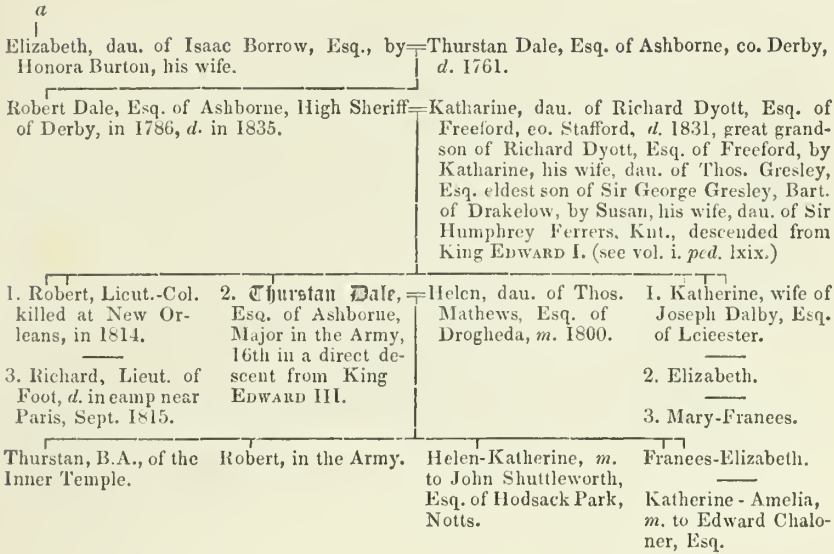 a
Elizabeth, dau. of Isaac Borrow, Esq., by
Honora Burton, his wife.
Thurstan Dale, Esq. of Ashborne, co. Derby,
d. 1761.
Robert Dale, Esq. of Ashborne, High Sheriff
of Derby, in 1786, d. in 1835.
Katharine, dau. of Richard Dyott, Esq. of
Freeford, co. Stafford, d. 1831, great grand-
son of Richard Dyott, Esq. of Freeford, by
Katharine, his wife, dau. of Thos. Gresley,
Esq. eldest son of Sir George Gresley, Bart.
of Drakelow, by Susan, his wife, dau. of Sir
Humphrey Ferrers, Knt., descended from
King EDWARD I. (see vol. i. ped. lxix.)
1. Robert, Lieut.-Col.
killed at New Or-
leans, in 1814.
3. Richard, Lieut. of
Foot, d. in camp near
Paris, Sept. 1815.
2. Thurstan Dale,
Esq. of Ashborne,
Major in the Army,
16th in a direct de-
scent from King
EDWARD III.
Helen, dau. of Thos.
Mathews, Esq. of
Drogheda, m. 1800.
1. Katherine, wife of
Joseph Dalby, Esq.
of Leicester.
2. Elizabeth.
3. Mary-Frances.
Thurstan, B.A., of the
Inner Temple.
Robert, in the Army.
Helen-Katherine, m.
to John Shuttleworth,
Esq. of Hodsack Park,
Notts.
Frances-Elizabeth.
Katherine-Amelia,
m. to Edward Chalo-
ner, Esq.